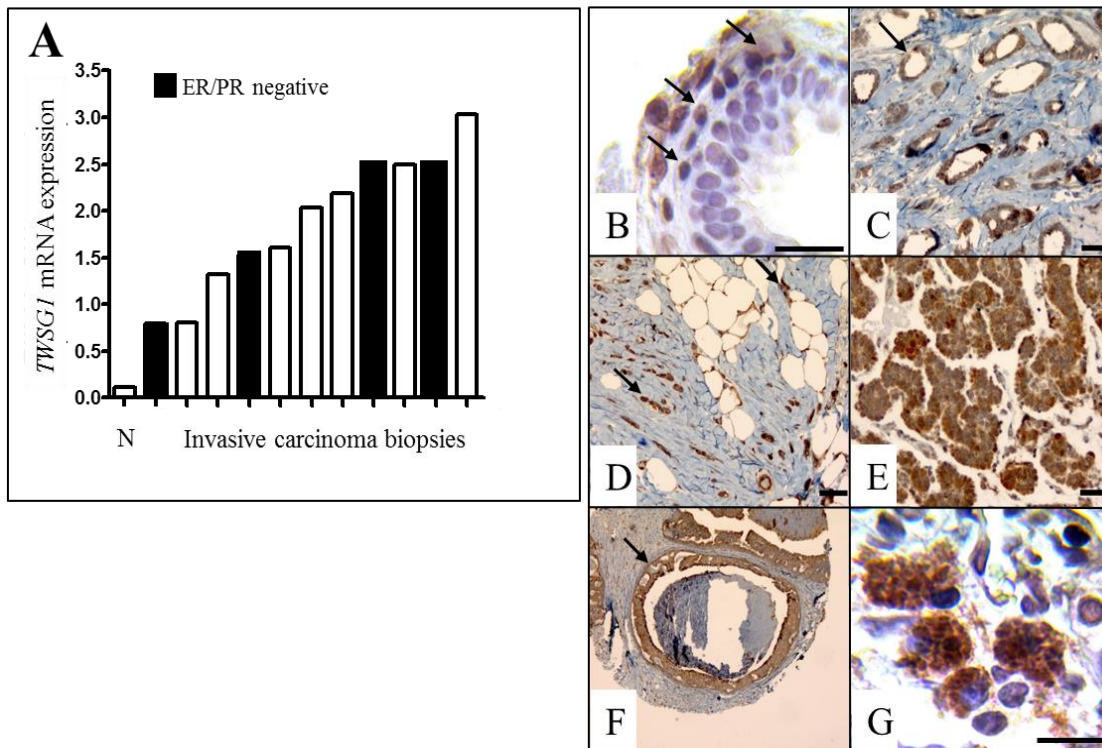 A
3.5
ER/PR negative
3.0
2.5
2.0
1.5
1.0
0.5
0.0
TWSG1 mRNA expression
N
Invasive carcinoma biopsies
B
C
D
E
F
G